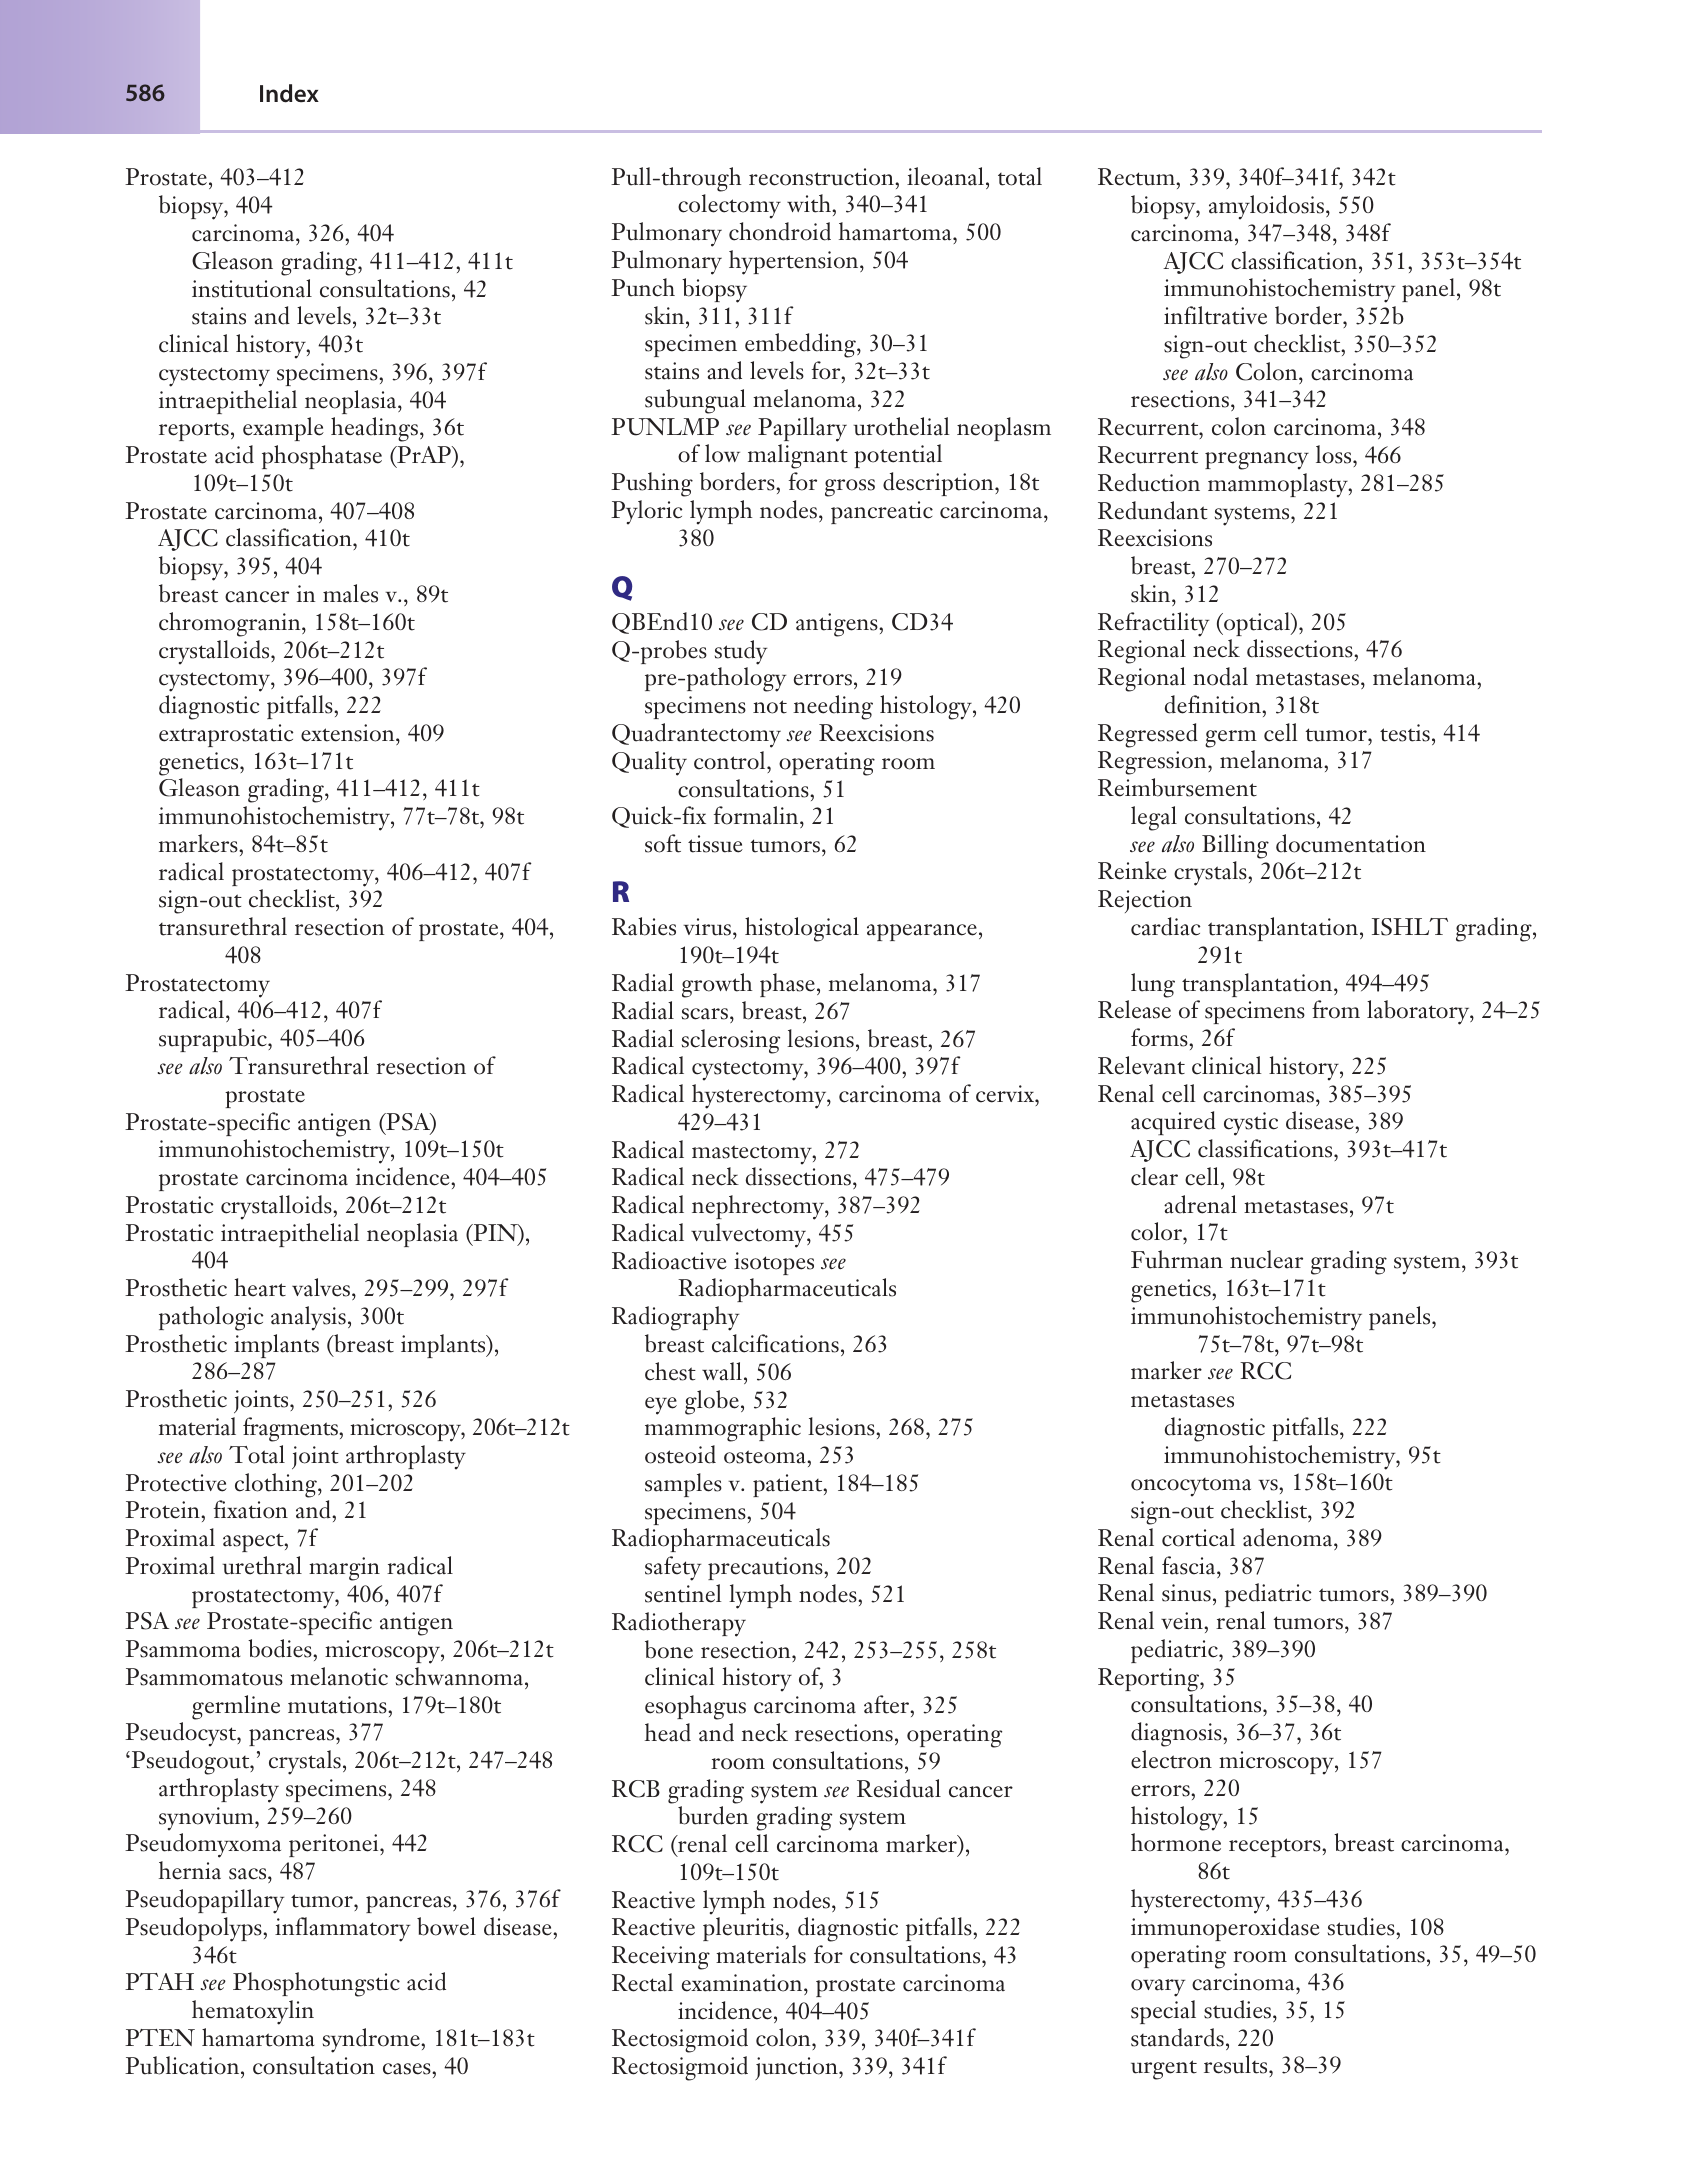 586
Index
Prostate, 403–412
biopsy, 404
carcinoma, 326, 404
Gleason grading, 411–412, 411t
institutional consultations, 42
stains and levels, 32t–33t
clinical history, 403t
cystectomy specimens, 396, 397f
intraepithelial neoplasia, 404
reports, example headings, 36t
Prostate acid phosphatase (PrAP),
109t–150t
Prostate carcinoma, 407–408
AJCC classification, 410t
biopsy, 395, 404
breast cancer in males v., 89t
chromogranin, 158t–160t
crystalloids, 206t–212t
cystectomy, 396–400, 397f
diagnostic pitfalls, 222
extraprostatic extension, 409
genetics, 163t–171t
Gleason grading, 411–412, 411t
immunohistochemistry, 77t–78t, 98t
markers, 84t–85t
radical prostatectomy, 406–412, 407f
sign-out checklist, 392
transurethral resection of prostate, 404,
408
Prostatectomy
radical, 406–412, 407f
suprapubic, 405–406
see also Transurethral resection of
prostate
Prostate-specific antigen (PSA)
immunohistochemistry, 109t–150t
prostate carcinoma incidence, 404–405
Prostatic crystalloids, 206t–212t
Prostatic intraepithelial neoplasia (PIN),
404
Prosthetic heart valves, 295–299, 297f
pathologic analysis, 300t
Prosthetic implants (breast implants),
286–287
Prosthetic joints, 250–251, 526
material fragments, microscopy, 206t–212t
see also Total joint arthroplasty
Protective clothing, 201–202
Protein, fixation and, 21
Proximal aspect, 7f
Proximal urethral margin radical
prostatectomy, 406, 407f
PSA see Prostate-specific antigen
Psammoma bodies, microscopy, 206t–212t
Psammomatous melanotic schwannoma,
germline mutations, 179t–180t
Pseudocyst, pancreas, 377
‘Pseudogout,’ crystals, 206t–212t, 247–248
arthroplasty specimens, 248
synovium, 259–260
Pseudomyxoma peritonei, 442
hernia sacs, 487
Pseudopapillary tumor, pancreas, 376, 376f
Pseudopolyps, inflammatory bowel disease,
346t
PTAH see Phosphotungstic acid
hematoxylin
PTEN hamartoma syndrome, 181t–183t
Publication, consultation cases, 40
Pull-through reconstruction, ileoanal, total
colectomy with, 340–341
Pulmonary chondroid hamartoma, 500
Pulmonary hypertension, 504
Punch biopsy
skin, 311, 311f
specimen embedding, 30–31
stains and levels for, 32t–33t
subungual melanoma, 322
PUNLMP see Papillary urothelial neoplasm
of low malignant potential
Pushing borders, for gross description, 18t
Pyloric lymph nodes, pancreatic carcinoma,
380
Q
QBEnd10 see CD antigens, CD34
Q-probes study
pre-pathology errors, 219
specimens not needing histology, 420
Quadrantectomy see Reexcisions
Quality control, operating room
consultations, 51
Quick-fix formalin, 21
soft tissue tumors, 62
R
Rabies virus, histological appearance,
190t–194t
Radial growth phase, melanoma, 317
Radial scars, breast, 267
Radial sclerosing lesions, breast, 267
Radical cystectomy, 396–400, 397f
Radical hysterectomy, carcinoma of cervix,
429–431
Radical mastectomy, 272
Radical neck dissections, 475–479
Radical nephrectomy, 387–392
Radical vulvectomy, 455
Radioactive isotopes see
Radiopharmaceuticals
Radiography
breast calcifications, 263
chest wall, 506
eye globe, 532
mammographic lesions, 268, 275
osteoid osteoma, 253
samples v. patient, 184–185
specimens, 504
Radiopharmaceuticals
safety precautions, 202
sentinel lymph nodes, 521
Radiotherapy
bone resection, 242, 253–255, 258t
clinical history of, 3
esophagus carcinoma after, 325
head and neck resections, operating
room consultations, 59
RCB grading system see Residual cancer
burden grading system
RCC (renal cell carcinoma marker),
109t–150t
Reactive lymph nodes, 515
Reactive pleuritis, diagnostic pitfalls, 222
Receiving materials for consultations, 43
Rectal examination, prostate carcinoma
incidence, 404–405
Rectosigmoid colon, 339, 340f–341f
Rectosigmoid junction, 339, 341f
Rectum, 339, 340f–341f, 342t
biopsy, amyloidosis, 550
carcinoma, 347–348, 348f
AJCC classification, 351, 353t–354t
immunohistochemistry panel, 98t
infiltrative border, 352b
sign-out checklist, 350–352
see also Colon, carcinoma
resections, 341–342
Recurrent, colon carcinoma, 348
Recurrent pregnancy loss, 466
Reduction mammoplasty, 281–285
Redundant systems, 221
Reexcisions
breast, 270–272
skin, 312
Refractility (optical), 205
Regional neck dissections, 476
Regional nodal metastases, melanoma,
definition, 318t
Regressed germ cell tumor, testis, 414
Regression, melanoma, 317
Reimbursement
legal consultations, 42
see also Billing documentation
Reinke crystals, 206t–212t
Rejection
cardiac transplantation, ISHLT grading,
291t
lung transplantation, 494–495
Release of specimens from laboratory, 24–25
forms, 26f
Relevant clinical history, 225
Renal cell carcinomas, 385–395
acquired cystic disease, 389
AJCC classifications, 393t–417t
clear cell, 98t
adrenal metastases, 97t
color, 17t
Fuhrman nuclear grading system, 393t
genetics, 163t–171t
immunohistochemistry panels,
75t–78t, 97t–98t
marker see RCC
metastases
diagnostic pitfalls, 222
immunohistochemistry, 95t
oncocytoma vs, 158t–160t
sign-out checklist, 392
Renal cortical adenoma, 389
Renal fascia, 387
Renal sinus, pediatric tumors, 389–390
Renal vein, renal tumors, 387
pediatric, 389–390
Reporting, 35
consultations, 35–38, 40
diagnosis, 36–37, 36t
electron microscopy, 157
errors, 220
histology, 15
hormone receptors, breast carcinoma,
86t
hysterectomy, 435–436
immunoperoxidase studies, 108
operating room consultations, 35, 49–50
ovary carcinoma, 436
special studies, 35, 15
standards, 220
urgent results, 38–39